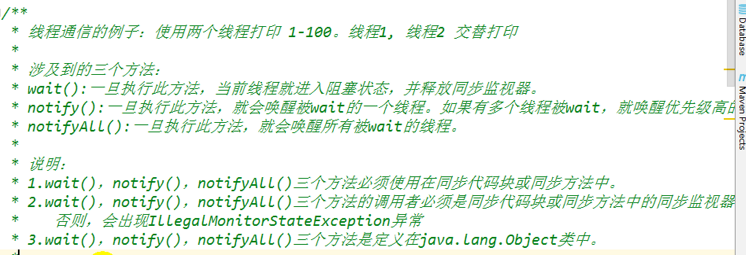 /**
 * 线程通信的例子：使用两个线程打印 1-100。线程1, 线程2 交替打印
 *
 * 涉及到的三个方法：
 * wait():一旦执行此方法，当前线程就进入阻塞状态，并释放同步监视器。
 * notify():一旦执行此方法，就会唤醒被wait的一个线程。如果有多个线程被wait，就唤醒优先级高的
 * notifyAll():一旦执行此方法，就会唤醒所有被wait的线程。
 *
 * 说明：
 * 1.wait()，notify()，notifyAll()三个方法必须使用在同步代码块或同步方法中。
 * 2.wait()，notify()，notifyAll()三个方法的调用者必须是同步代码块或同步方法中的同步监视器
 *    否则，会出现IllegalMonitorStateException异常
 * 3.wait()，notify()，notifyAll()三个方法是定义在java.lang.Object类中。
 *
Database
Maven Projects